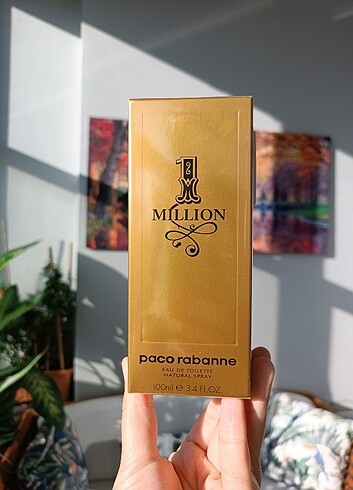 1
MILLION
paco rabanne
EAU DE TOILETTE
NATURAL SPRAY
100ml e 3.4 FL.OZ